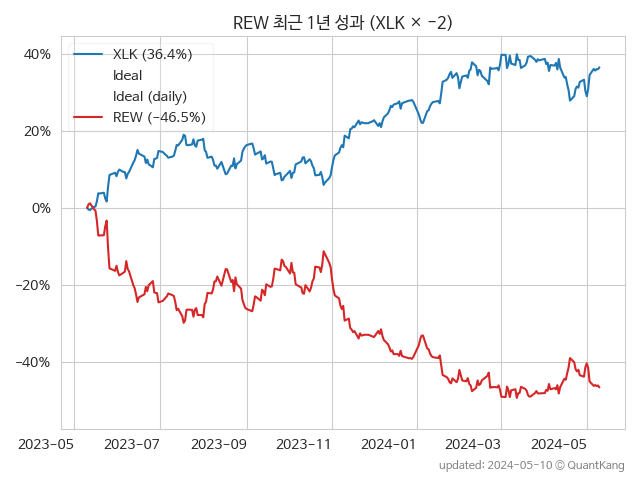 REW 최근 1년 성과 (XLK × −2)
XLK (36.4%)
Ideal
Ideal (daily)
REW (−46.5%)
40%
20%
0%
−20%
−40%
2023−05
2023−07
2023−09
2023−11
2024−01
2024−03
2024−05
updated: 2024−05−10 © QuantKang